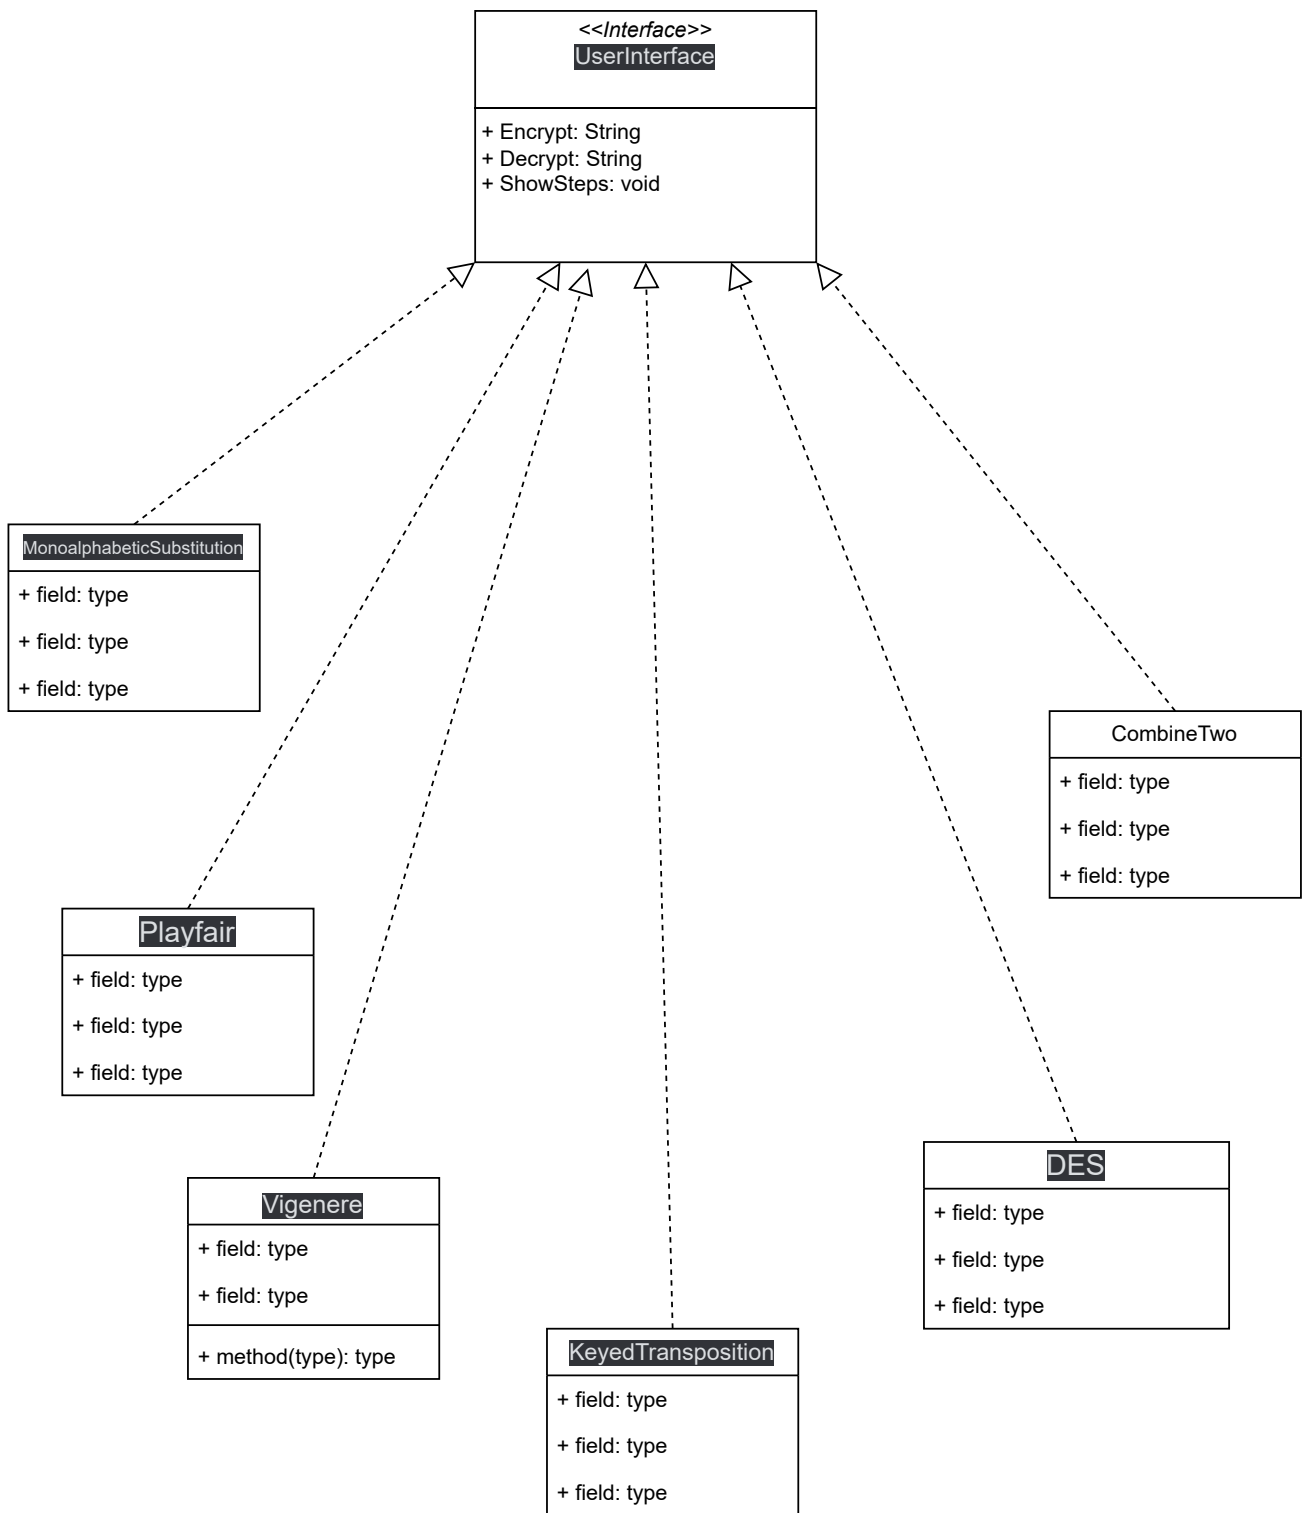 <<Interface>>
UserInterface
+ Encrypt: String
+ Decrypt: String
+ ShowSteps: void
MonoalphabeticSubstitution
+ field: type
+ field: type
+ field: type
CombineTwo
+ field: type
+ field: type
+ field: type
Playfair
+ field: type
+ field: type
+ field: type
DES
+ field: type
+ field: type
+ field: type
Vigenere
+ field: type
+ field: type
+ method(type): type
KeyedTransposition
+ field: type
+ field: type
+ field: type